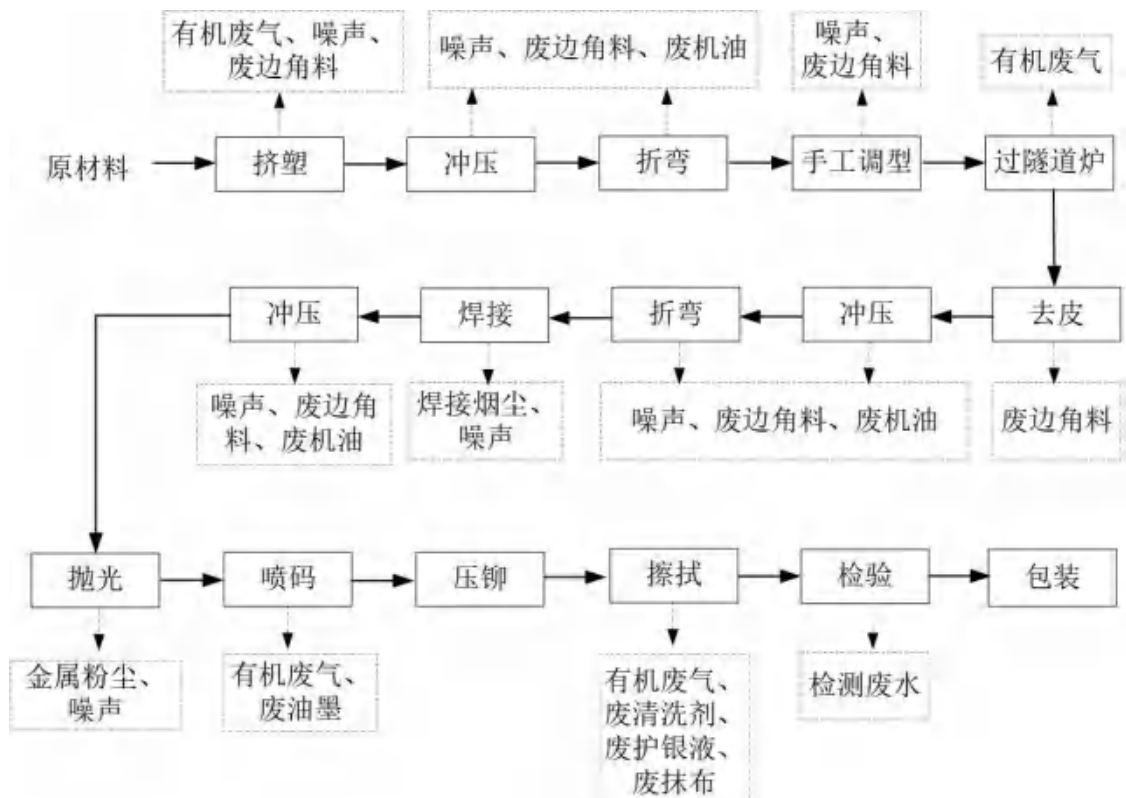 有机废气、噪声、
废边角料
噪声、废边角料、废机油
噪声、
废边角料
有机废气
原材料
挤塑
冲压
折弯
手工调型
过隧道炉
冲压
焊接
折弯
冲压
去皮
噪声、废边角
料、废机油
焊接烟尘、
噪声
噪声、废边角料、废机油
废边角料
抛光
喷码
压铆
擦拭
检验
包装
金属粉尘、
噪声
有机废气、
废油墨
有机废气、
废清洗剂、
废护银液、
废抹布
检测废水